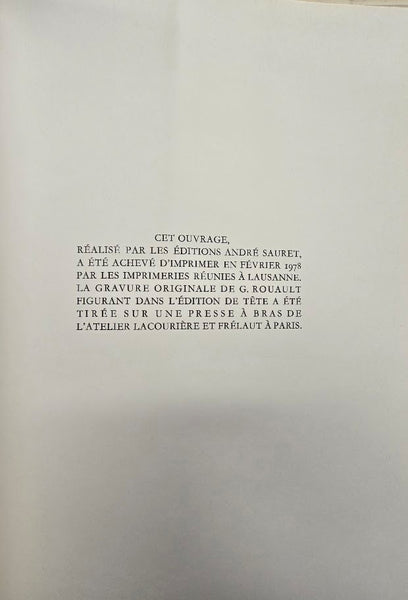 CET OUVRAGE,
RÉALISÉ PAR LES ÉDITIONS ANDRÉ SAURET,
A ÉTÉ ACHEVÉ D'IMPRIMER EN FÉVRIER 1978
PAR LES IMPRIMERIES RÉUNIES À LAUSANNE.
LA GRAVURE ORIGINALE DE G. ROUAULT
FIGURANT DANS L'ÉDITION DE TÊTE A ÉTÉ
TIRÉE SUR UNE PRESSE À BRAS DE
L'ATELIER LACOURIÈRE ET FRÉLAUT À PARIS.